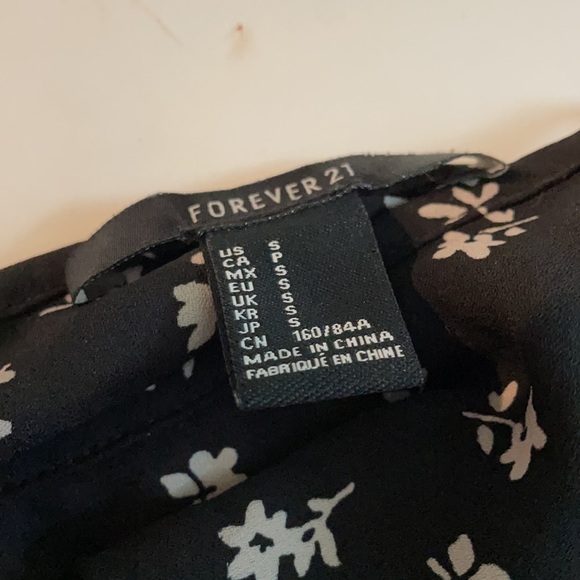 FOREVER 21
US S
CA P
MX S
EU S
UK S
KR S
JP S
CN 160/84A
MADE IN CHINA
FABRIQUÉ EN CHINE